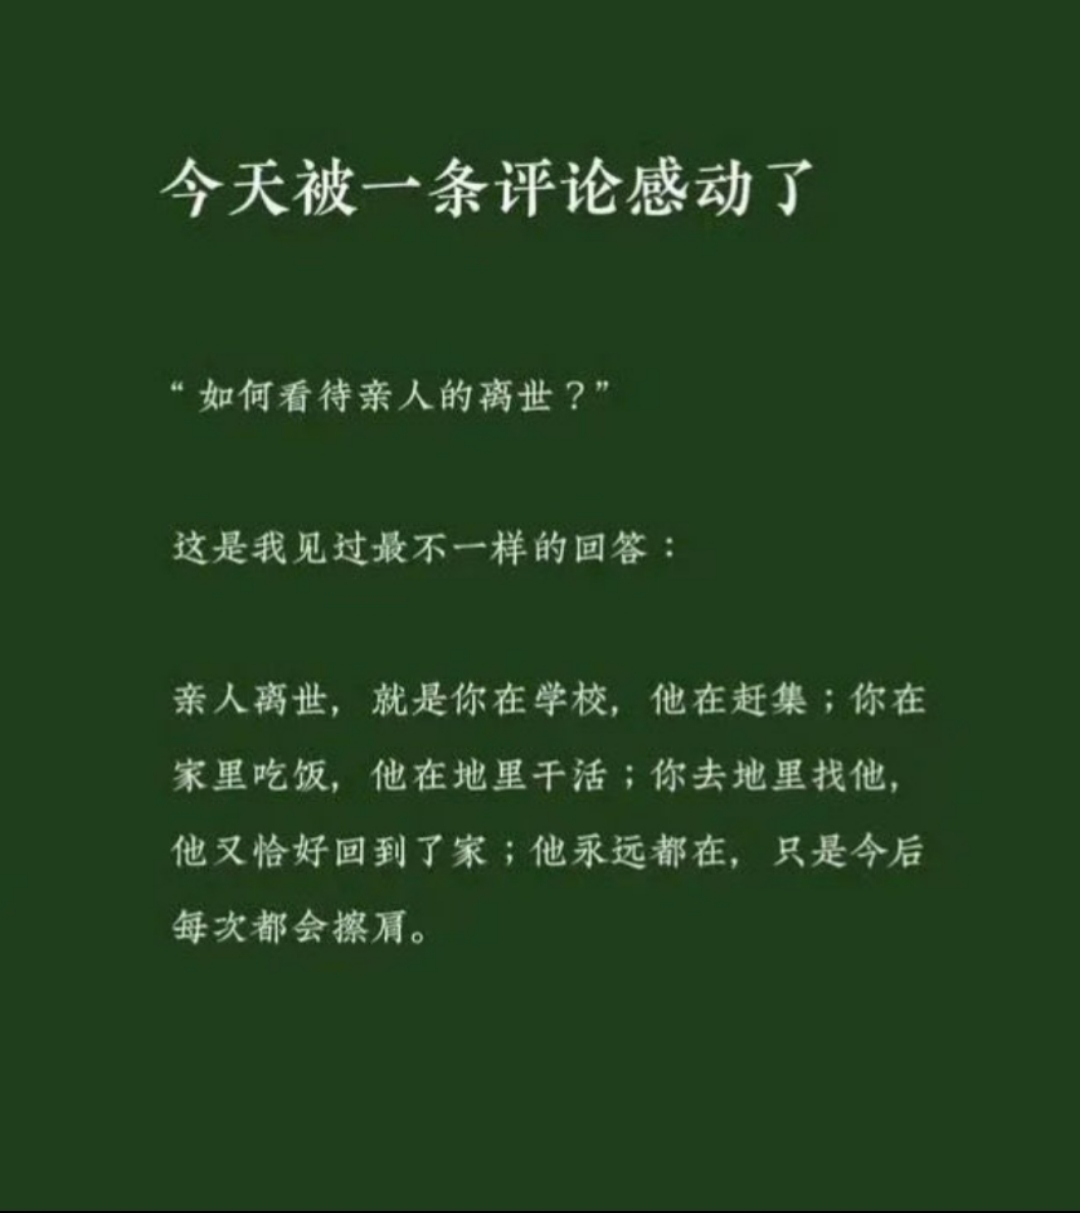 今天被一条评论感动了
“如何看待亲人的离世？”
这是我见过最不一样的回答：
亲人离世，就是你在学校，他在赶集；你在
家里吃饭，他在地里干活；你去地里找他，
他又恰好回到了家；他永远都在，只是今后
每次都会擦肩。